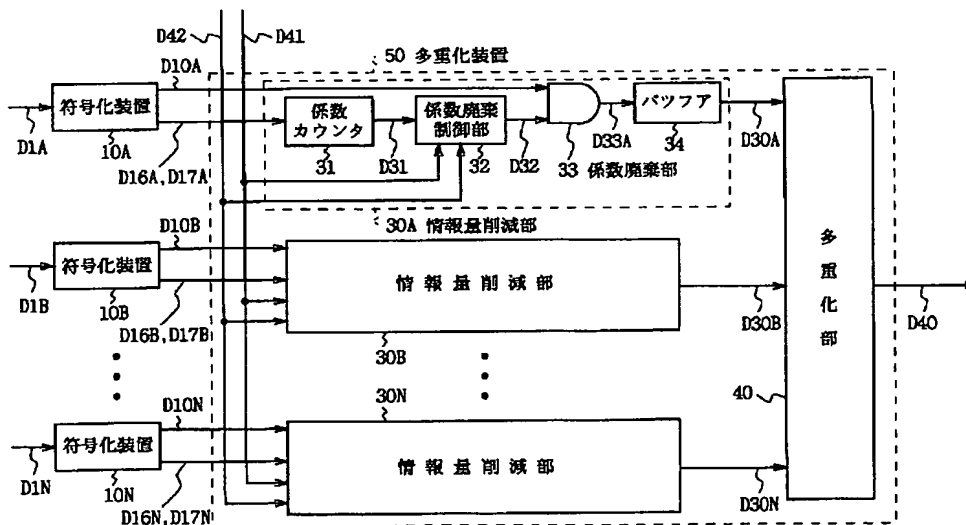 D42
D41
50 多重化装置
D10A
符号化装置
D1A
10A
D16A, D17A
係数
カウンタ
31
D31
係数廃棄
制御部
32
D32
33 係数廃棄部
D33A
バツフア
34
D30A
30A 情報量削減部
D10B
符号化装置
D1B
10B
D16B, D17B
情報量削減部
30B
D30B
多重化部
40
D40
D10N
30N
符号化装置
D1N
10N
D16N, D17N
情報量削減部
D30N